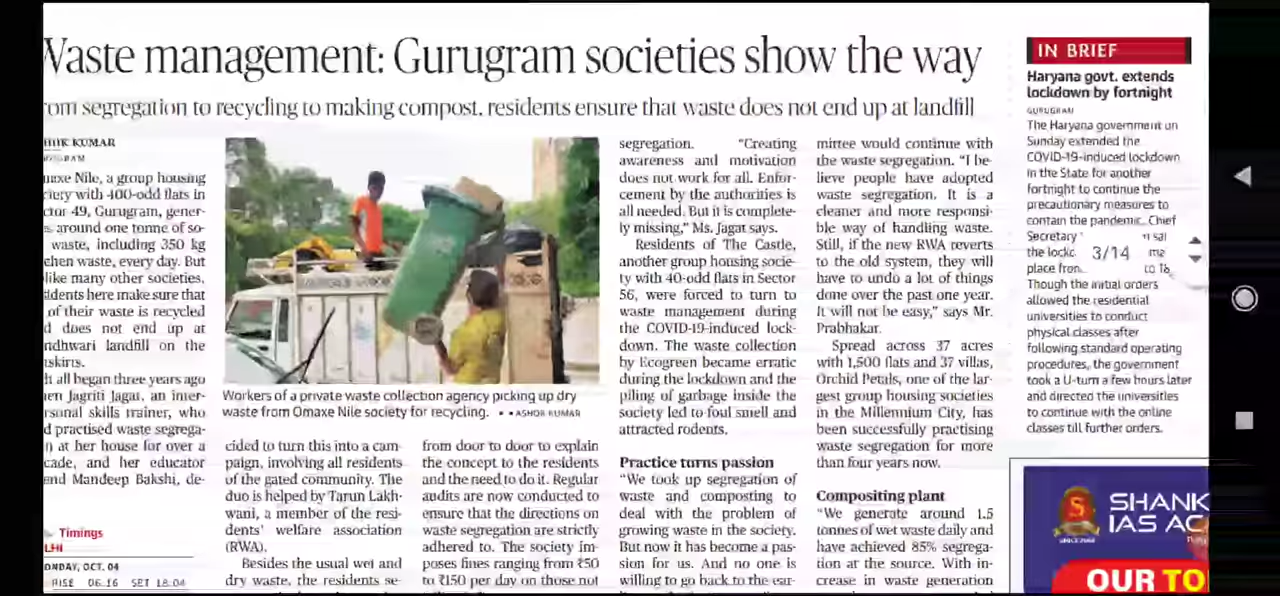 Waste management: Gurugram societies show the way
om segregation to recycling to making compost, residents ensure that waste does not end up at landfill
KUMAR
Nile, a group housing
with 400-odd flats in
49, Gurugram, gener-
around one tonne of so-
waste, including 350 kg
waste, every day. But
like many other societies,
here make sure that
of their waste is recycled
does not end up at
landfill on the
all began three years ago
Jagriti Jagat, an inter-
skills trainer, who
practised waste segrega-
at her house for over a
and her educator
Mandeep Bakshi, de-
Timings
MONDAY, OCT. 04
RISE 06:16 SET 18:04
Workers of a private waste collection agency picking up dry
waste from Omaxe Nile society for recycling. • • ASHOK KUMAR
cided to turn this into a cam-
paign, involving all residents
of the gated community. The
duo is helped by Tarun Lakh-
wani, a member of the resi-
dents' welfare association
(RWA).
Besides the usual wet and
dry waste, the residents se-
from door to door to explain
the concept to the residents
and the need to do it. Regular
audits are now conducted to
ensure that the directions on
waste segregation are strictly
adhered to. The society im-
poses fines ranging from ₹50
to ₹150 per day on those not
segregation. "Creating
awareness and motivation
does not work for all. Enfor-
cement by the authorities is
all needed. But it is complete-
ly missing," Ms. Jagat says.
Residents of The Castle,
another group housing socie-
ty with 40-odd flats in Sector
56, were forced to turn to
waste management during
the COVID-19-induced lock-
down. The waste collection
by Ecogreen became erratic
during the lockdown and the
piling of garbage inside the
society led to foul smell and
attracted rodents.
Practice turns passion
"We took up segregation of
waste and composting to
deal with the problem of
growing waste in the society.
But now it has become a pas-
sion for us. And no one is
willing to go back to the ear-
mittee would continue with
the waste segregation. "I be-
lieve people have adopted
waste segregation. It is a
cleaner and more responsi-
ble way of handling waste.
Still, if the new RWA reverts
to the old system, they will
have to undo a lot of things
done over the past one year.
It will not be easy," says Mr.
Prabhakar.
Spread across 37 acres
with 1,500 flats and 37 villas,
Orchid Petals, one of the lar-
gest group housing societies
in the Millennium City, has
been successfully practising
waste segregation for more
than four years now.
Compositing plant
"We generate around 1.5
tonnes of wet waste daily and
have achieved 85% segrega-
tion at the source. With in-
crease in waste generation
IN BRIEF
Haryana govt. extends
lockdown by fortnight
GURUGRAM
The Haryana government on
Sunday extended the
COVID-19-induced lockdown
in the State for another
fortnight to continue the
precautionary measures to
contain the pandemic. Chief
Secretary
the
3/14
place
to 18.
Though the initial orders
allowed the residential
universities to conduct
physical classes after
following standard operating
procedures, the government
took a U-turn a few hours later
and directed the universities
to continue with the online
classes till further orders.
S
SINCE 2004
SHANK
IAS AC
OUR TO